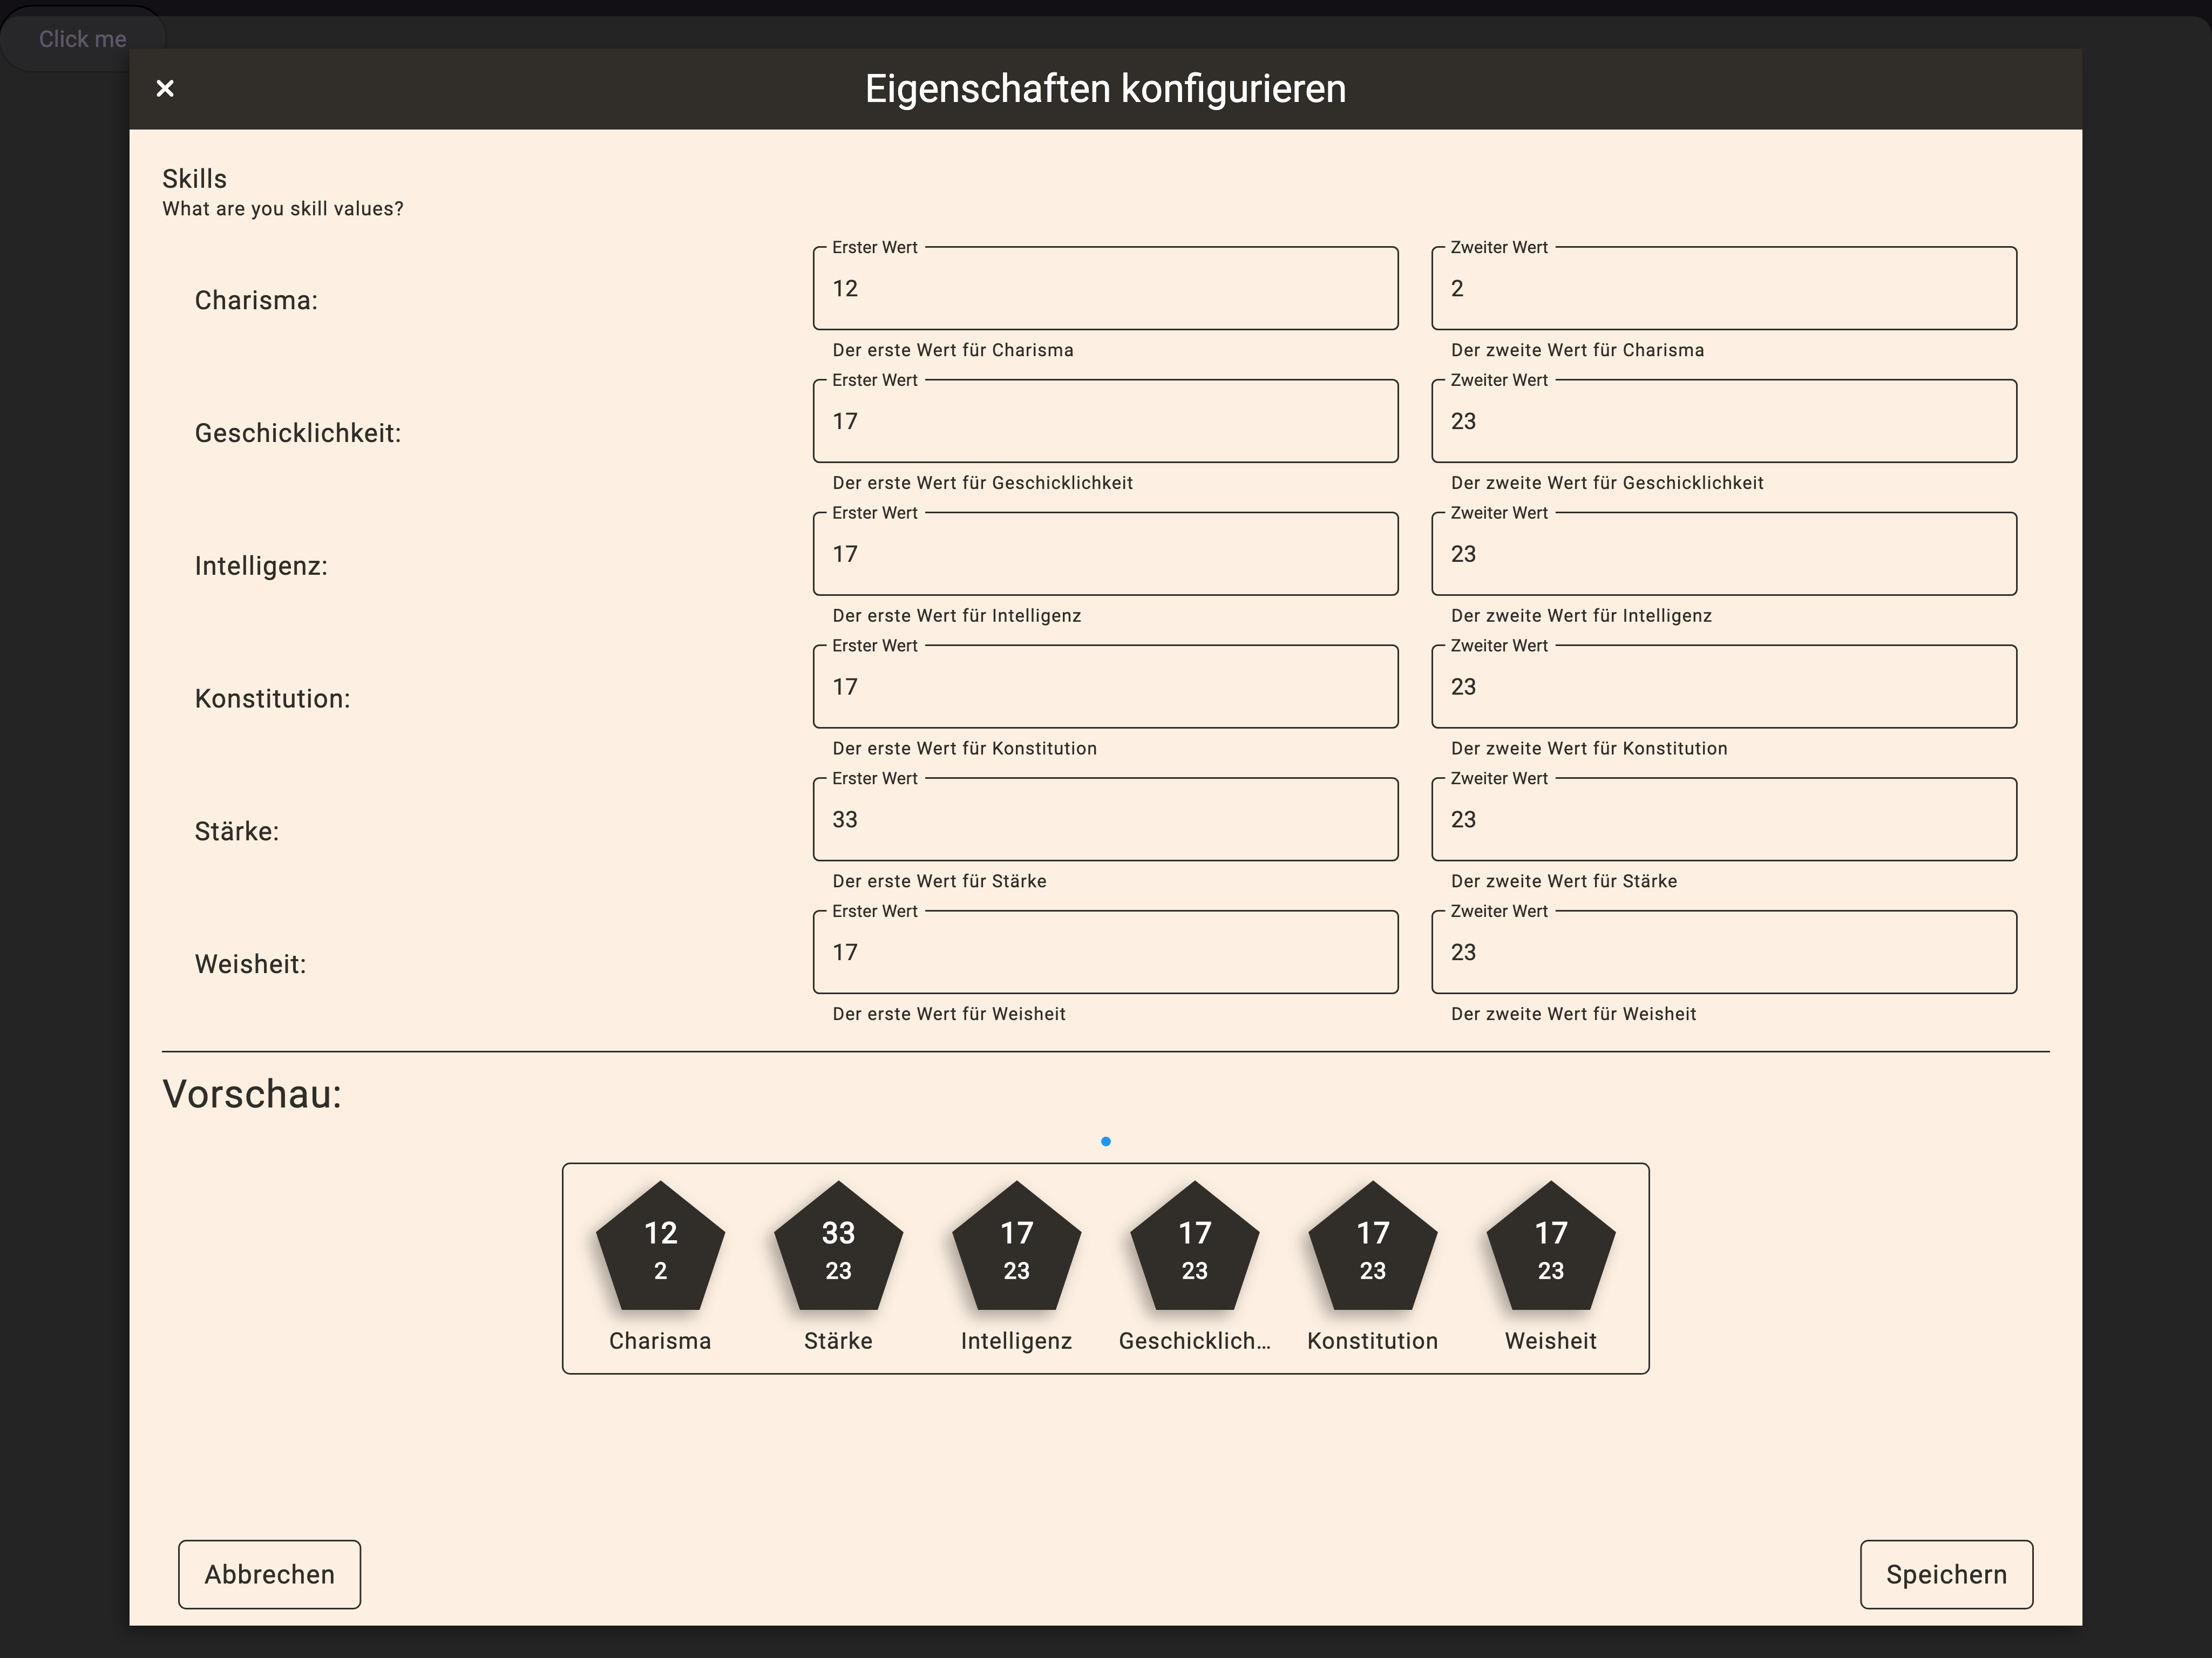 Click me
Eigenschaften konfigurieren
Skills
What are you skill values?
Charisma:
Erster Wert
12
Der erste Wert für Charisma
Zweiter Wert
2
Der zweite Wert für Charisma
Geschicklichkeit:
Erster Wert
17
Der erste Wert für Geschicklichkeit
Zweiter Wert
23
Der zweite Wert für Geschicklichkeit
Intelligenz:
Erster Wert
17
Der erste Wert für Intelligenz
Zweiter Wert
23
Der zweite Wert für Intelligenz
Konstitution:
Erster Wert
17
Der erste Wert für Konstitution
Zweiter Wert
23
Der zweite Wert für Konstitution
Stärke:
Erster Wert
33
Der erste Wert für Stärke
Zweiter Wert
23
Der zweite Wert für Stärke
Weisheit:
Erster Wert
17
Der erste Wert für Weisheit
Zweiter Wert
23
Der zweite Wert für Weisheit
Vorschau:
12
2
Charisma
33
23
Stärke
17
23
Intelligenz
17
23
Geschicklich...
17
23
Konstitution
17
23
Weisheit
Abbrechen
Speichern